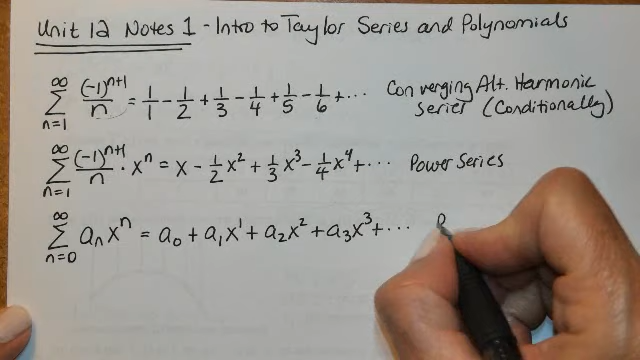 Unit 12 Notes 1 - Intro to Taylor Series and Polynomials
∞ ∑ n=1 (-1)^{n+1}/n = 1/1 - 1/2 + 1/3 - 1/4 + 1/5 - 1/6 + ··· Converging Alt. Harmonic Series (Conditionally)
∞ ∑ n=1 (-1)^{n+1}/n · x^n = x - 1/2 x^2 + 1/3 x^3 - 1/4 x^4 + ··· Power Series
∞ ∑ n=0 a_n x^n = a_0 + a_1 x^1 + a_2 x^2 + a_3 x^3 + ···